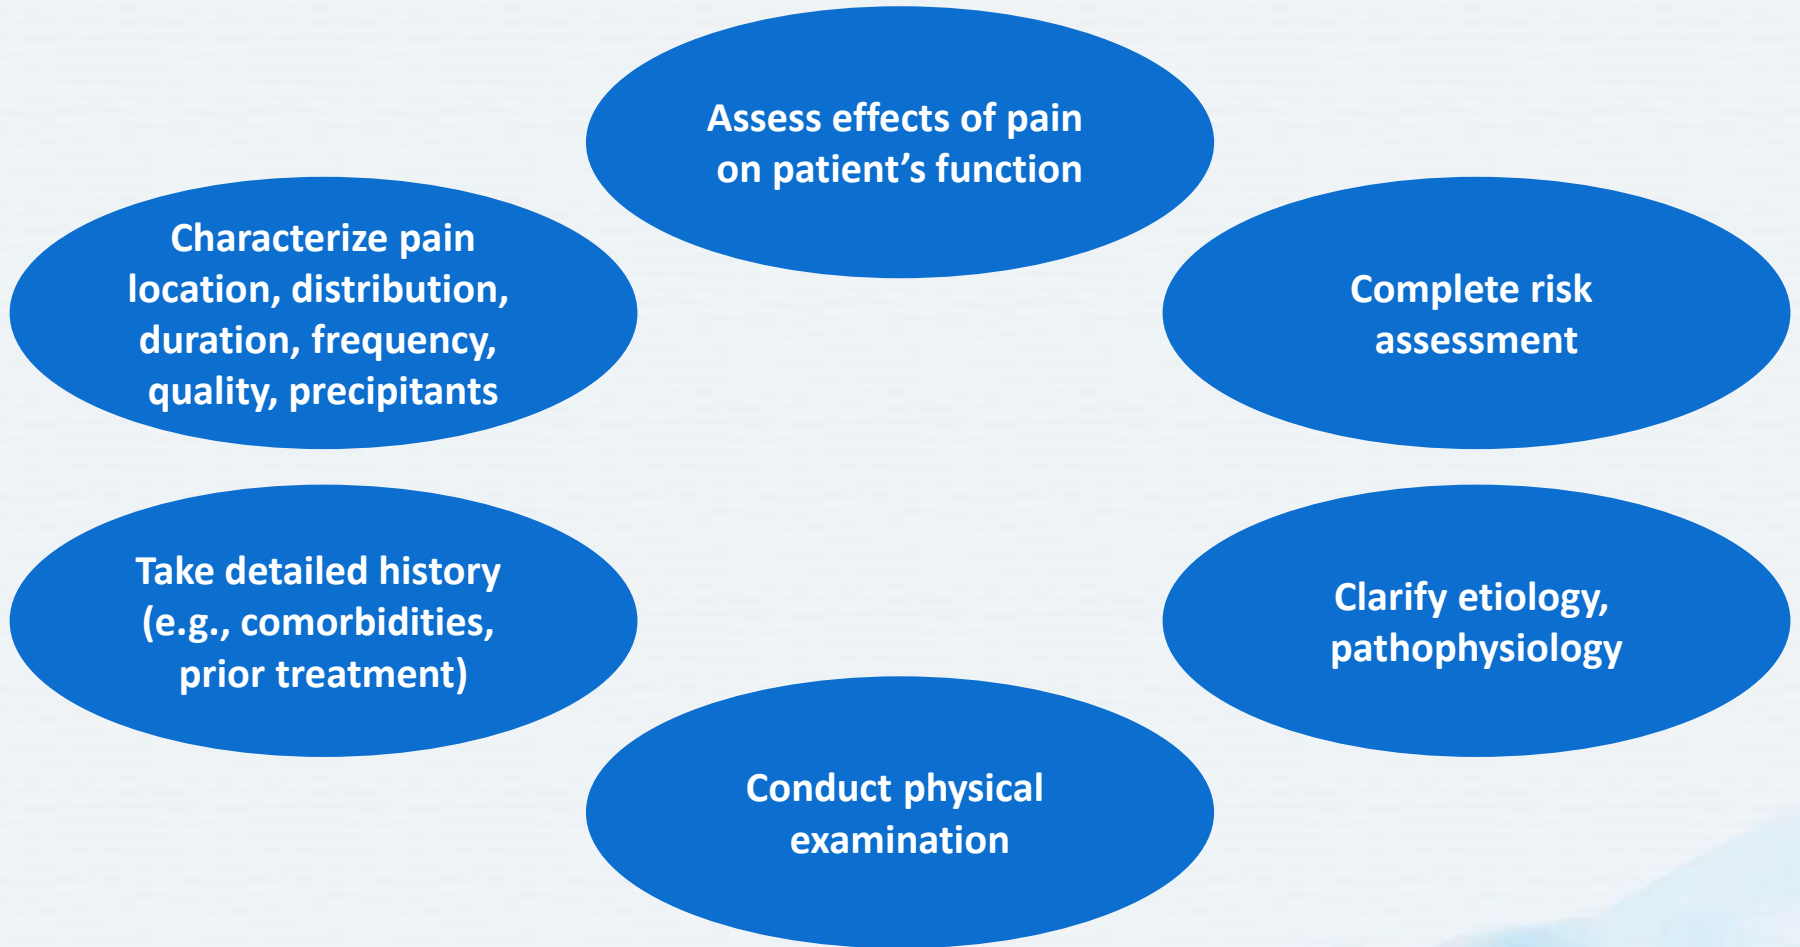 Assess effects of pain
on patient’s function
Characterize pain
location, distribution,
duration, frequency,
quality, precipitants
Complete risk
assessment
Take detailed history
(e.g., comorbidities,
prior treatment)
Clarify etiology,
pathophysiology
Conduct physical
examination